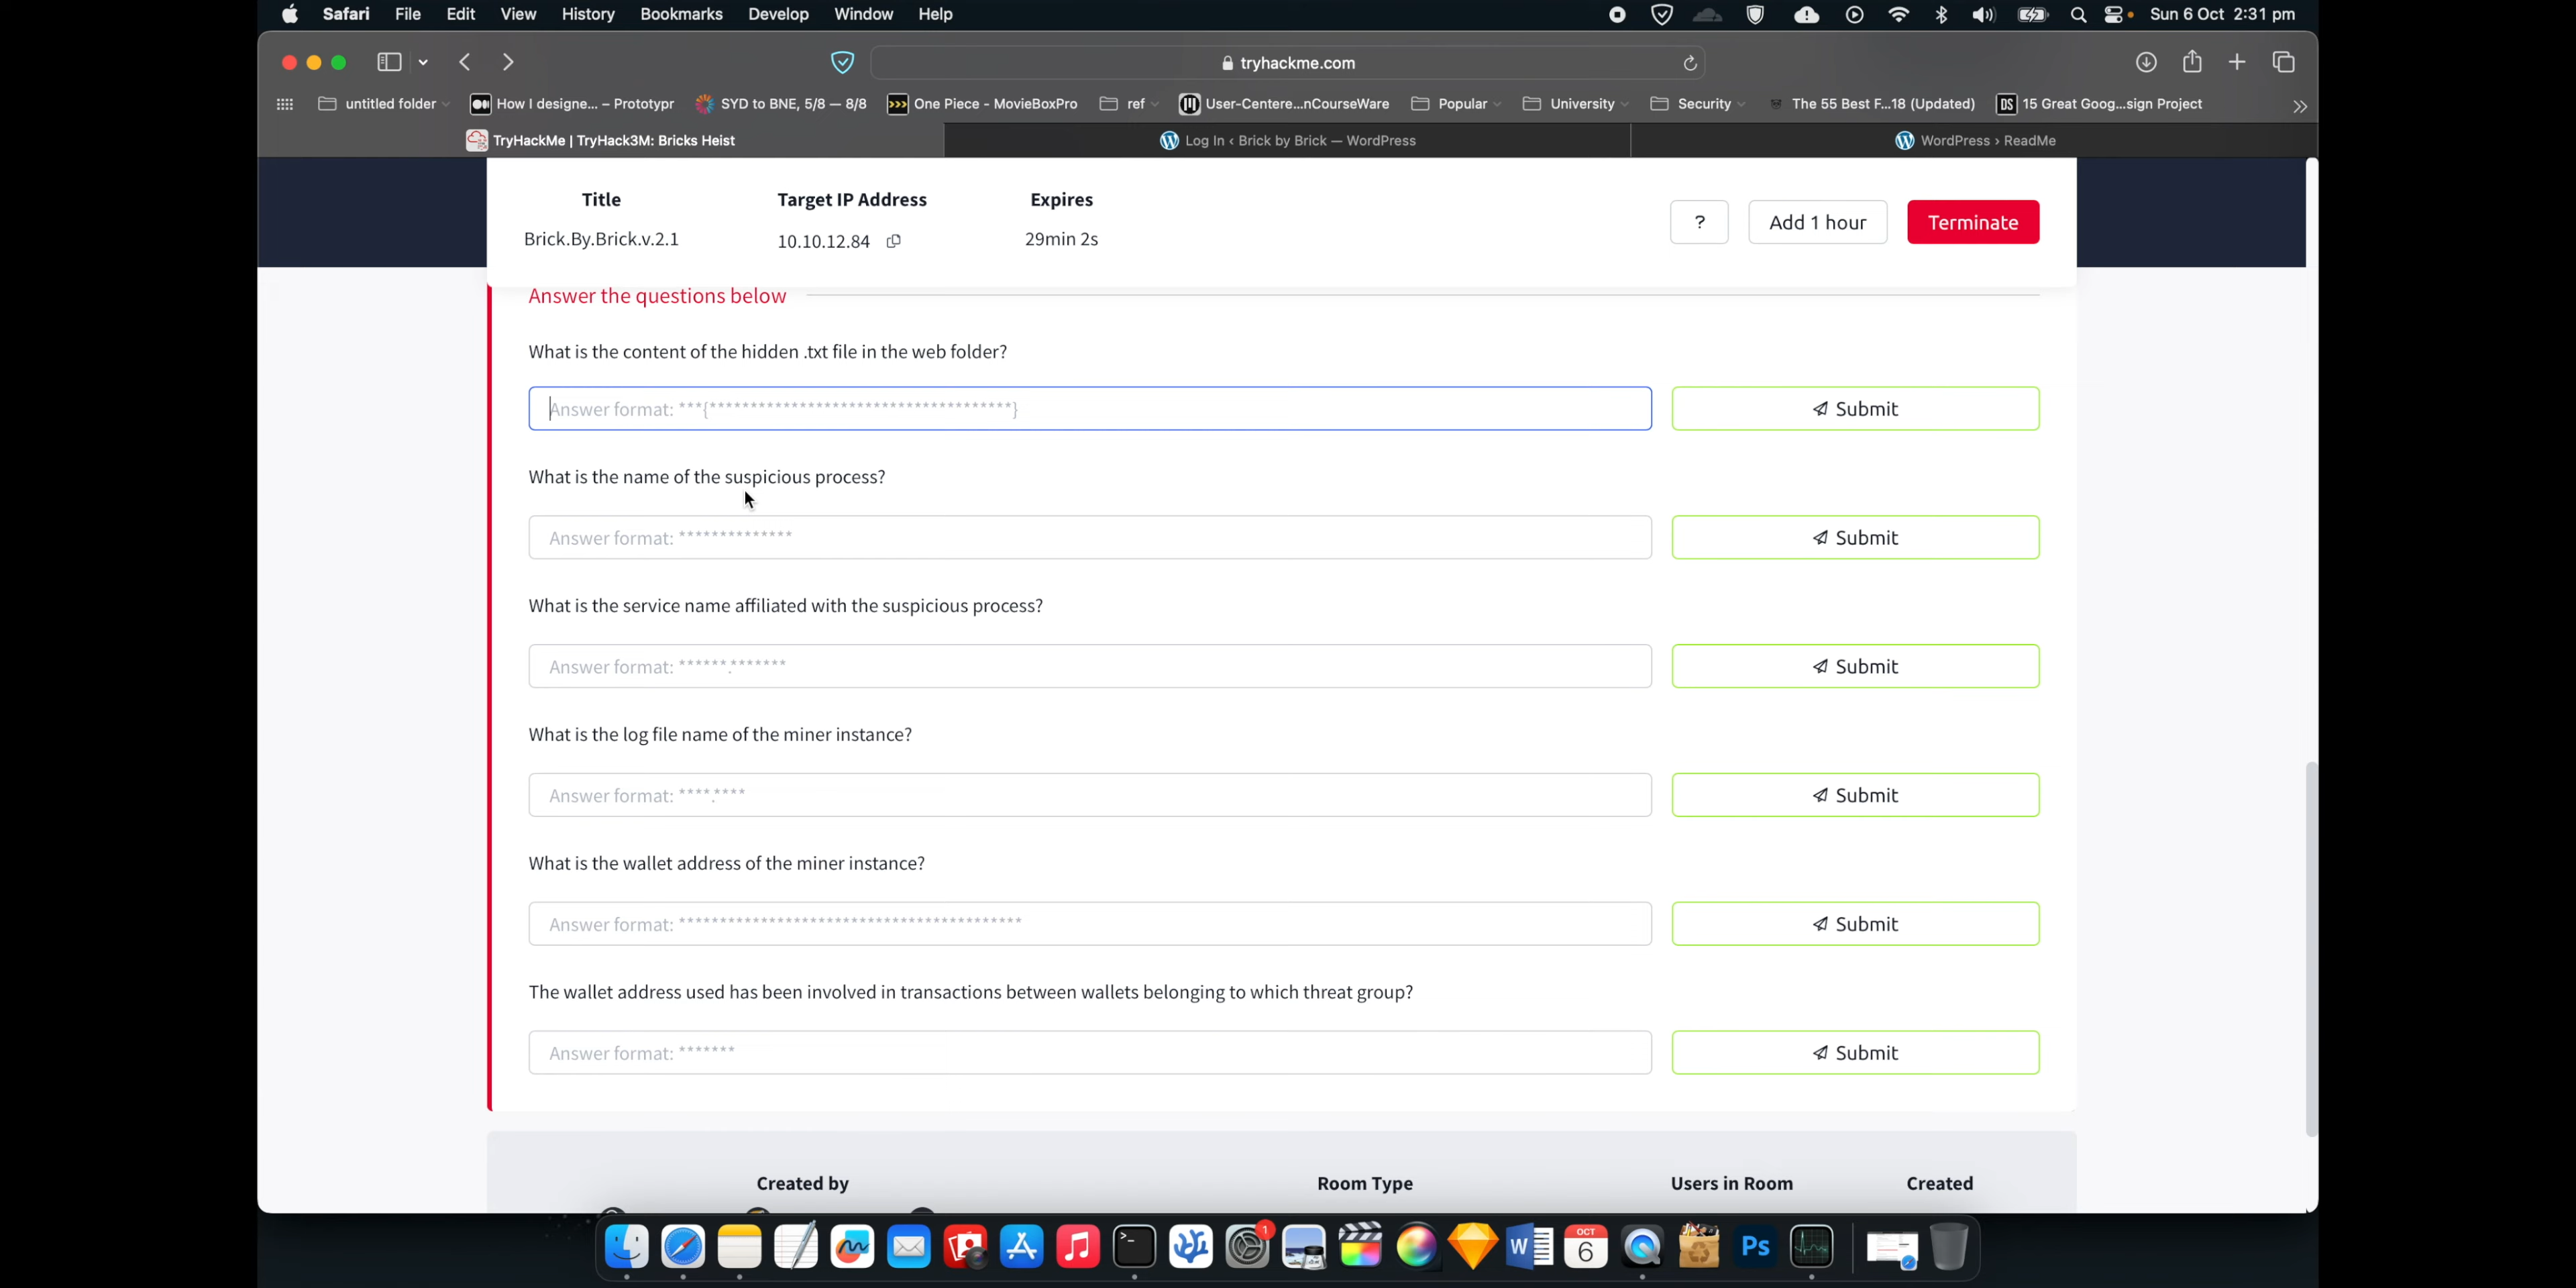 Safari File Edit View History Bookmarks Develop Window Help Sun 6 Oct 2:31 pm
tryhackme.com
untitled folder How I designe... – Prototypr SYD to BNE, 5/8 — 8/8 One Piece - MovieBoxPro ref User-Centere...nCourseWare Popular University Security The 55 Best F...18 (Updated) DS 15 Great Goog...sign Project
TryHackMe | TryHack3M: Bricks Heist Log In ‹ Brick by Brick — WordPress WordPress › ReadMe
Title Target IP Address Expires
Brick.By.Brick.v.2.1 10.10.12.84 29min 2s ? Add 1 hour Terminate
Answer the questions below
What is the content of the hidden .txt file in the web folder?
Answer format: ***{*************************************} Submit
What is the name of the suspicious process?
Answer format: ************** Submit
What is the service name affiliated with the suspicious process?
Answer format: ******.******* Submit
What is the log file name of the miner instance?
Answer format: ****.**** Submit
What is the wallet address of the miner instance?
Answer format: ****************************************** Submit
The wallet address used has been involved in transactions between wallets belonging to which threat group?
Answer format: ******* Submit
Created by Room Type Users in Room Created
1 W OCT 6 Ps